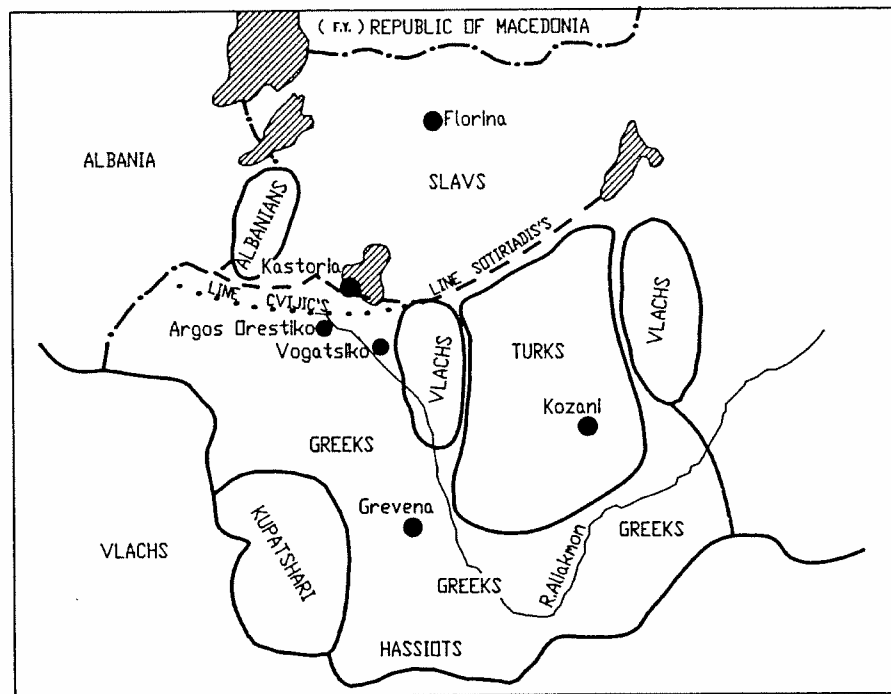 ( F.Y. ) REPUBLIC OF MACEDONIA
Florina
ALBANIA
SLAVS
ALBANIANS
Kastoria
LINE SOTIRIADIS'S
LINE CVIJIC'S
Argos Orestiko
Vogatsiko
VLACHS
TURKS
VLACHS
Kozani
GREEKS
KUPATSHARI
Grevena
VLACHS
GREEKS
R.Aliakmon
GREEKS
HASSIOTS